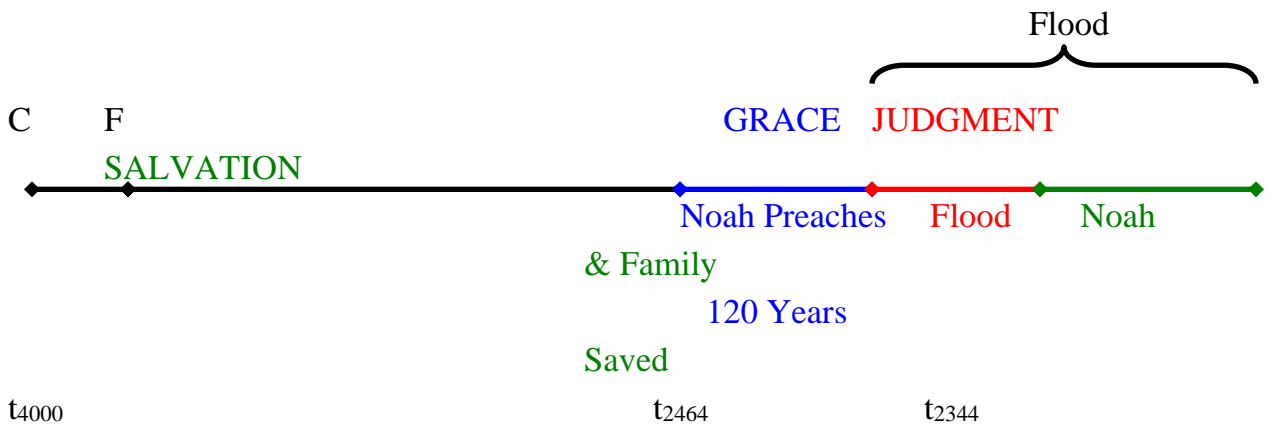 Flood
C F GRACE JUDGMENT
SALVATION
Noah Preaches Flood Noah
& Family
120 Years
Saved
t4000 t2464 t2344